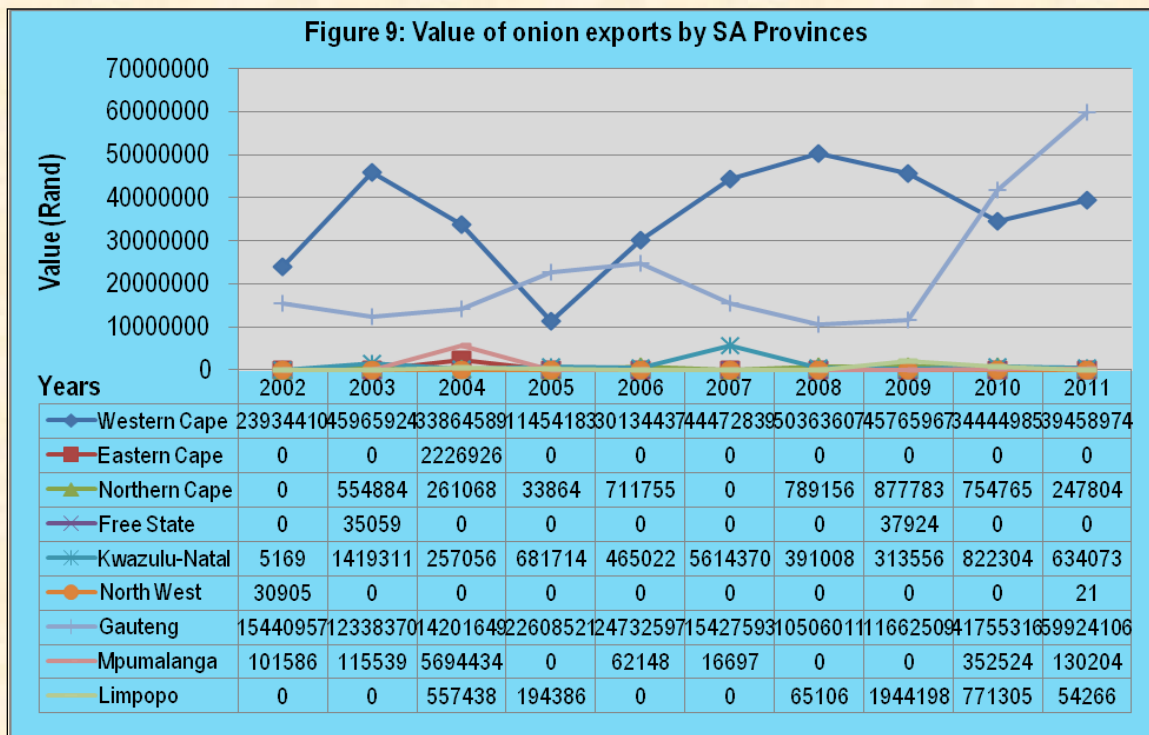 Figure 9: Value of onion exports by SA Provinces
70000000
60000000
50000000
40000000
30000000
20000000
10000000
0
Value (Rand)
Years 2002 2003 2004 2005 2006 2007 2008 2009 2010 2011
Western Cape 23934410 45965924 33864589 11454183 30134437 44472839 50363607 45765967 34444985 39458974
Eastern Cape 0 0 2226926 0 0 0 0 0 0 0
Northern Cape 0 554884 261068 33864 711755 0 789156 877783 754765 247804
Free State 0 35059 0 0 0 0 0 37924 0 0
Kwazulu-Natal 5169 1419311 257056 681714 465022 5614370 391008 313556 822304 634073
North West 30905 0 0 0 0 0 0 0 0 21
Gauteng 15440957 12338370 14201649 22608521 24732597 15427593 10506011 11662509 41755316 59924106
Mpumalanga 101586 115539 5694434 0 62148 16697 0 0 352524 130204
Limpopo 0 0 557438 194386 0 0 65106 1944198 771305 54266